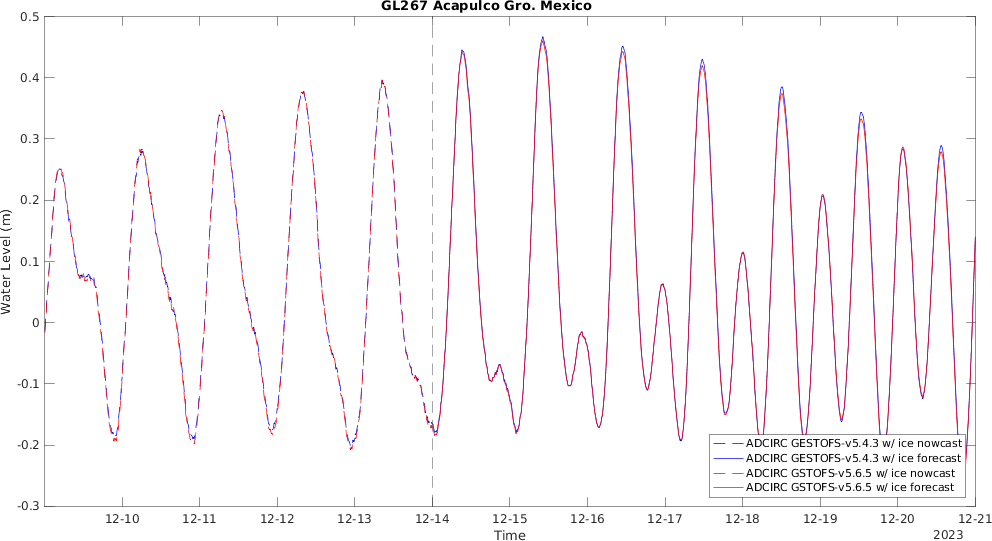 GL267 Acapulco Gro. Mexico
Water Level (m)
0.5
0.4
0.3
0.2
0.1
0
-0.1
-0.2
-0.3
12-10 12-11 12-12 12-13 12-14 12-15 12-16 12-17 12-18 12-19 12-20 12-21
Time
2023
ADCIRC GESTOFS-v5.4.3 w/ ice nowcast
ADCIRC GESTOFS-v5.4.3 w/ ice forecast
ADCIRC GSTOFS-v5.6.5 w/ ice nowcast
ADCIRC GSTOFS-v5.6.5 w/ ice forecast